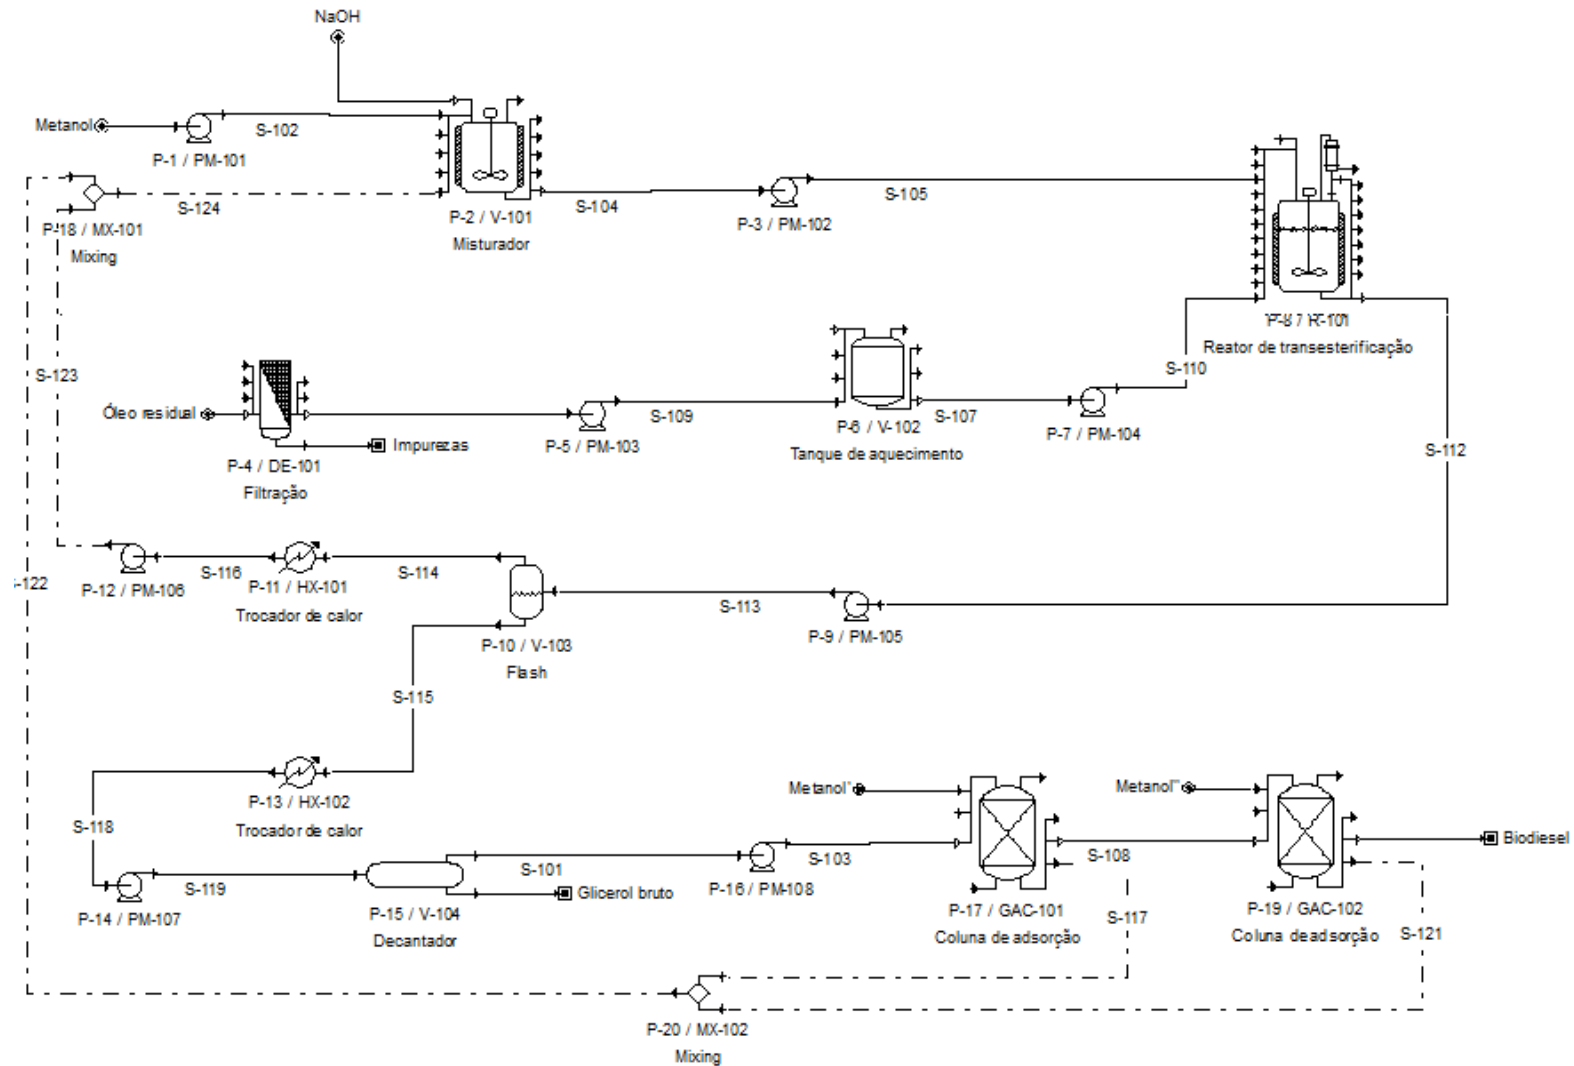 NaOH
Metanol
S-102
P-1 / PM-101
S-124
P-18 / MX-101
Mixing
P-2 / V-101
Misturador
S-104
P-3 / PM-102
S-105
P-8 / R-101
Reator de transesterificação
S-110
S-123
Óleo residual
Impurezas
P-4 / DE-101
Filtração
P-5 / PM-103
S-109
P-6 / V-102
Tanque de aquecimento
S-107
P-7 / PM-104
S-112
-122
P-12 / PM-106
S-116
P-11 / HX-101
Trocador de calor
S-114
P-10 / V-103
Flash
S-113
P-9 / PM-105
S-115
P-13 / HX-102
Trocador de calor
S-118
P-14 / PM-107
S-119
P-15 / V-104
Decantador
S-101
Glicerol bruto
P-16 / PM-108
S-103
Metanol'
P-17 / GAC-101
Coluna de adsorção
S-108
S-117
Metanol''
P-19 / GAC-102
Coluna de adsorção
S-121
Biodiesel
P-20 / MX-102
Mixing